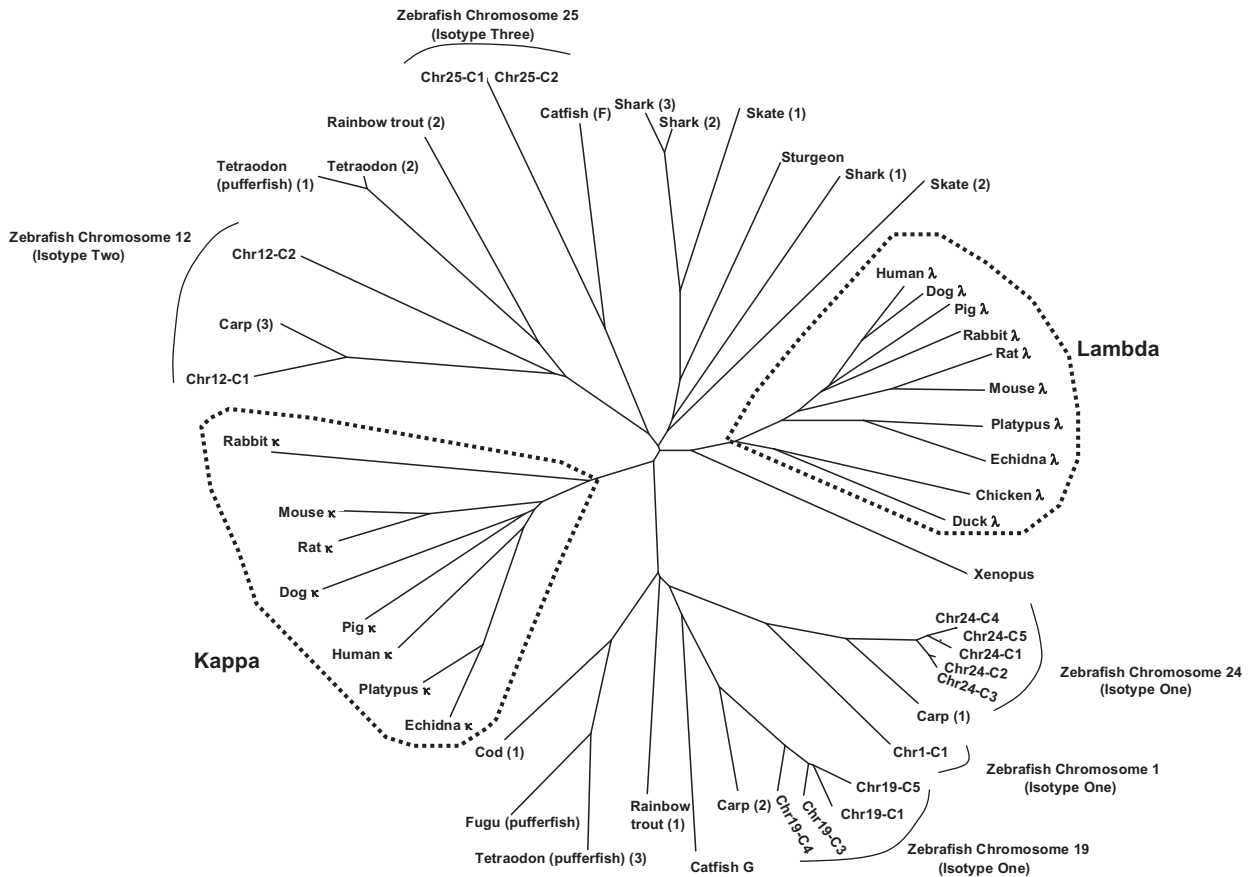 Zebrafish Chromosome 25
(Isotype Three)
Chr25-C1
Chr25-C2
Catfish (F)
Shark (3)
Shark (2)
Skate (1)
Rainbow trout (2)
Sturgeon
Tetraodon
(pufferfish) (1)
Tetraodon (2)
Shark (1)
Skate (2)
Zebrafish Chromosome 12
(Isotype Two)
Chr12-C2
Carp (3)
Chr12-C1
Human λ
Dog λ
Pig λ
Rabbit λ
Rat λ
Mouse λ
Platypus λ
Echidna λ
Chicken λ
Duck λ
Lambda
Rabbit κ
Mouse κ
Rat κ
Dog κ
Pig κ
Human κ
Platypus κ
Echidna κ
Kappa
Xenopus
Chr24-C4
Chr24-C5
Chr24-C1
Chr24-C2
Chr24-C3
Zebrafish Chromosome 24
(Isotype One)
Carp (1)
Chr1-C1
Zebrafish Chromosome 1
(Isotype One)
Cod (1)
Fugu (pufferfish)
Tetraodon (pufferfish) (3)
Rainbow
trout (1)
Catfish G
Carp (2)
Chr19-C4
Chr19-C3
Chr19-C1
Chr19-C5
Zebrafish Chromosome 19
(Isotype One)